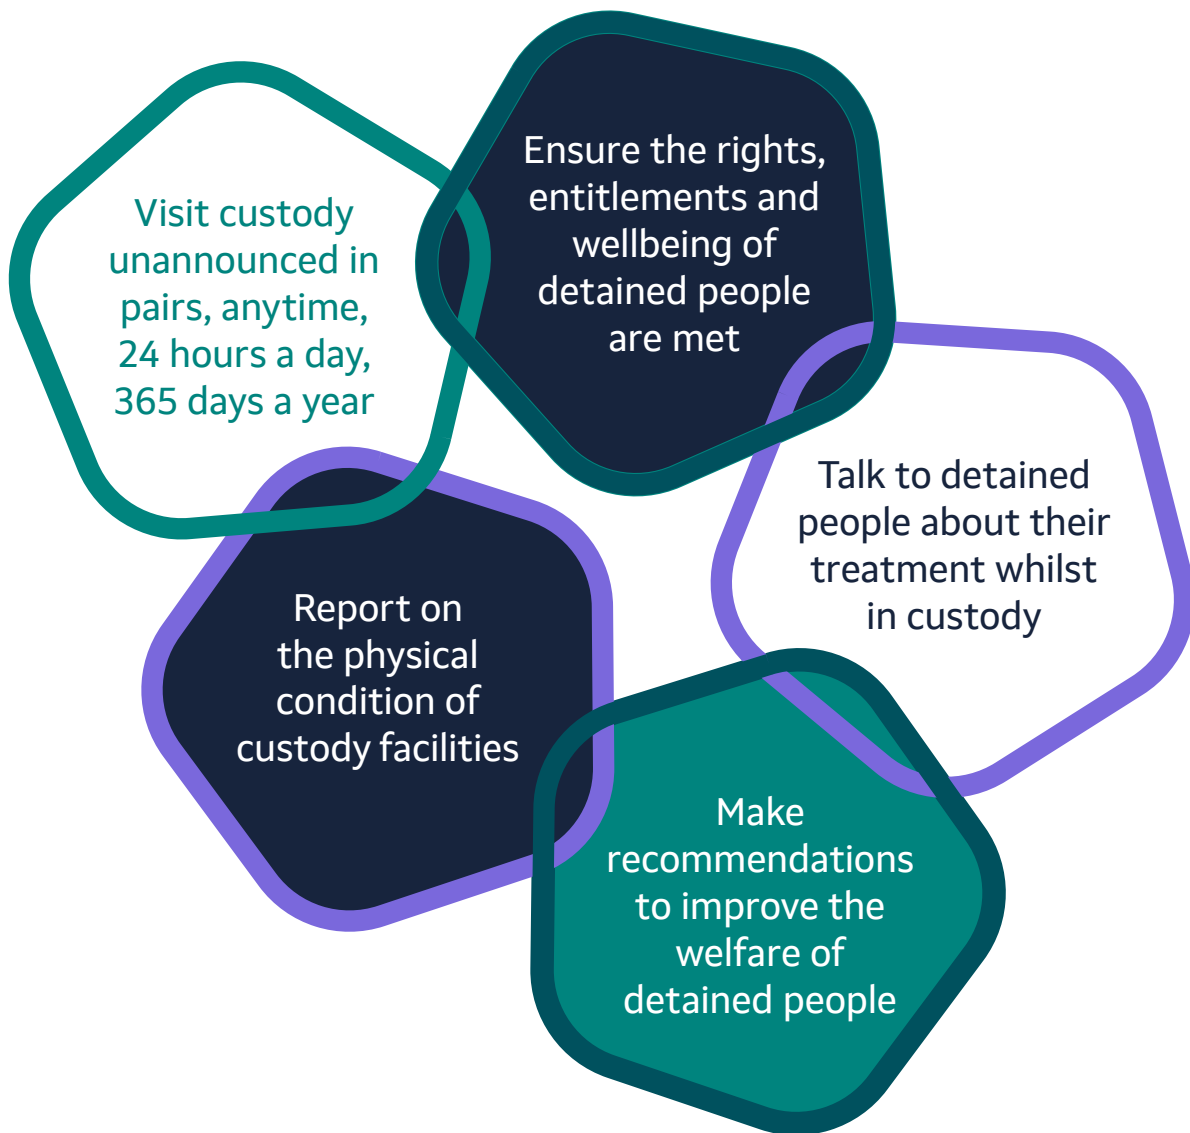 Visit custody
unannounced in
pairs, anytime,
24 hours a day,
365 days a year
Ensure the rights,
entitlements and
wellbeing of
detained people
are met
Talk to detained
people about their
treatment whilst
in custody
Report on
the physical
condition of
custody facilities
Make
recommendations
to improve the
welfare of
detained people